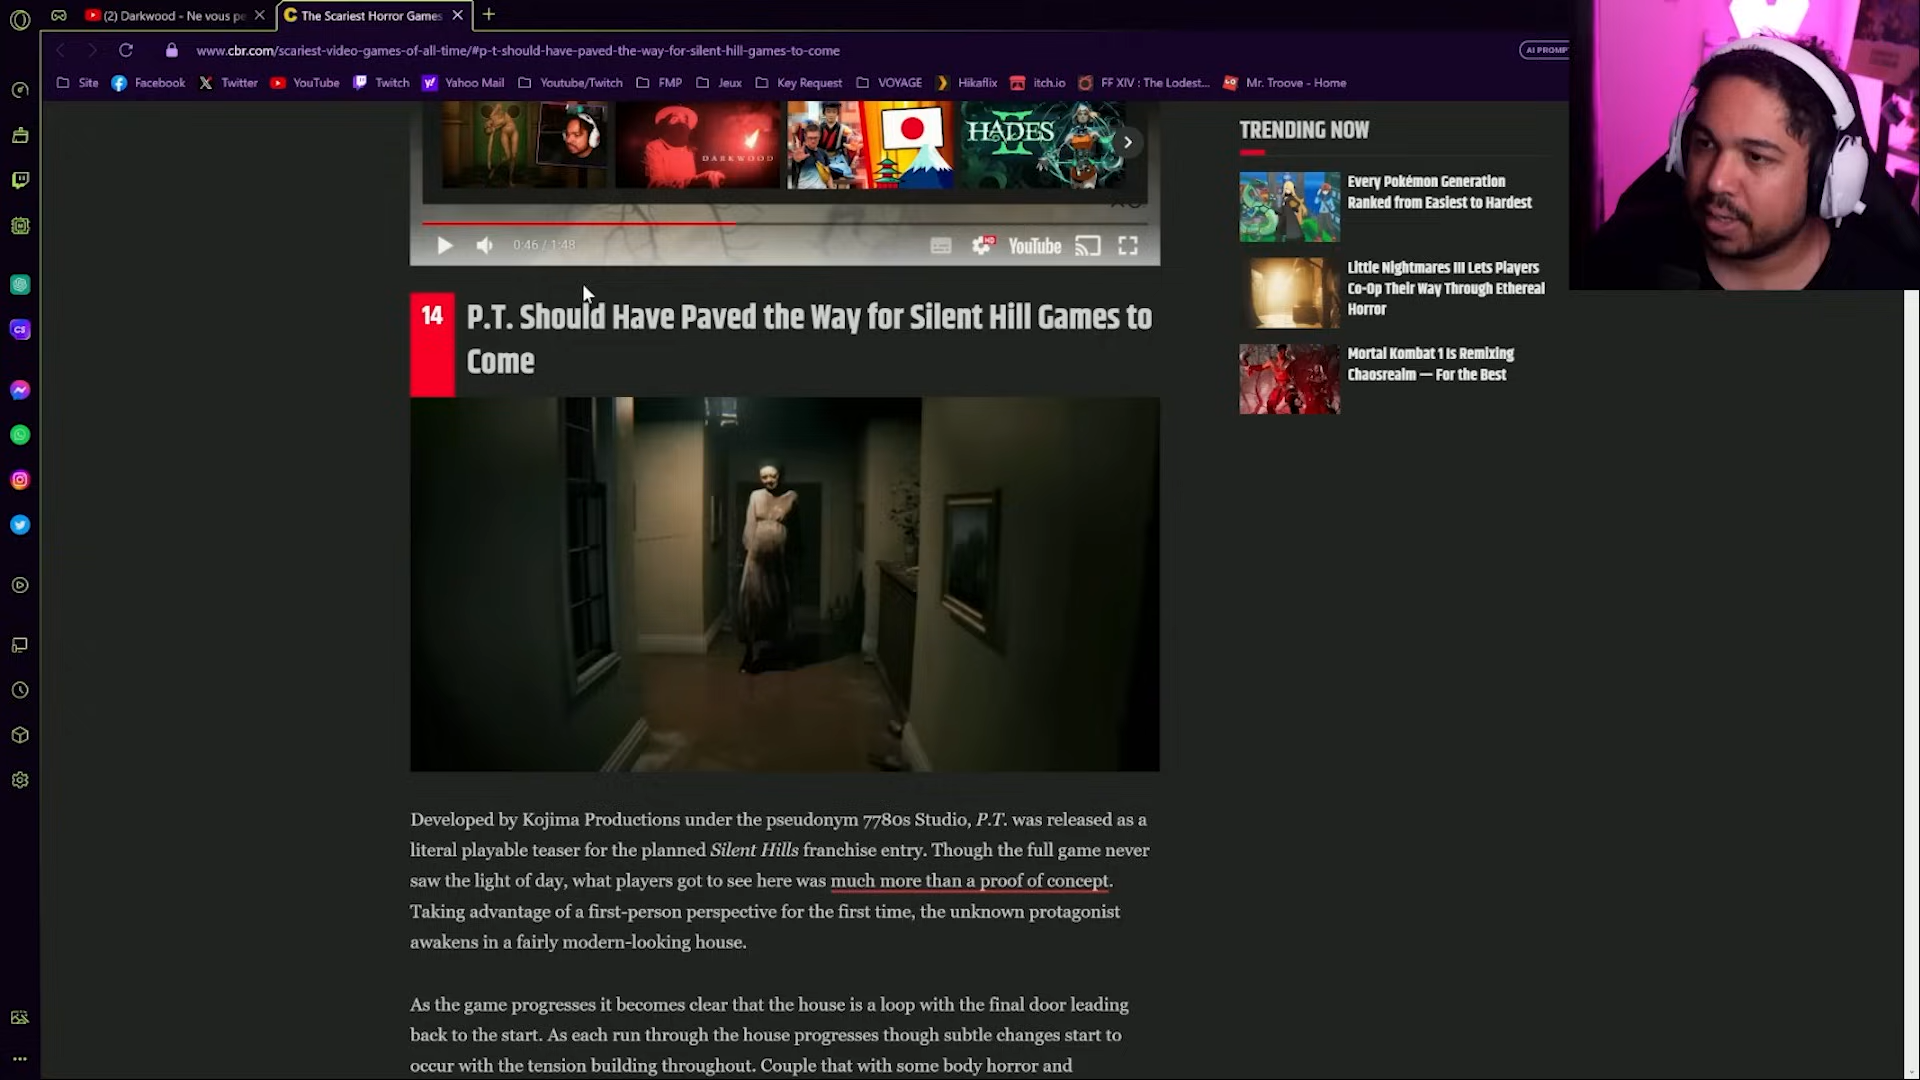 (2) Darkwood - Ne vous pe
The Scariest Horror Games
www.cbr.com/scariest-video-games-of-all-time/#p-t-should-have-paved-the-way-for-silent-hill-games-to-come
AI PROMP
Site Facebook Twitter YouTube Twitch Yahoo Mail Youtube/Twitch FMP Jeux Key Request VOYAGE Hikaflix itch.io FF XIV : The Lodest... Mr. Troove - Home
DARKWOOD
HADES
II
0:46 / 1:48
HD
YouTube
14
P.T. Should Have Paved the Way for Silent Hill Games to
Come
Developed by Kojima Productions under the pseudonym 7780s Studio, P.T. was released as a
literal playable teaser for the planned Silent Hills franchise entry. Though the full game never
saw the light of day, what players got to see here was much more than a proof of concept.
Taking advantage of a first-person perspective for the first time, the unknown protagonist
awakens in a fairly modern-looking house.
As the game progresses it becomes clear that the house is a loop with the final door leading
back to the start. As each run through the house progresses though subtle changes start to
occur with the tension building throughout. Couple that with some body horror and
TRENDING NOW
Every Pokémon Generation
Ranked from Easiest to Hardest
Little Nightmares III Lets Players
Co-Op Their Way Through Ethereal
Horror
Mortal Kombat 1 Is Remixing
Chaosrealm — For the Best
CS